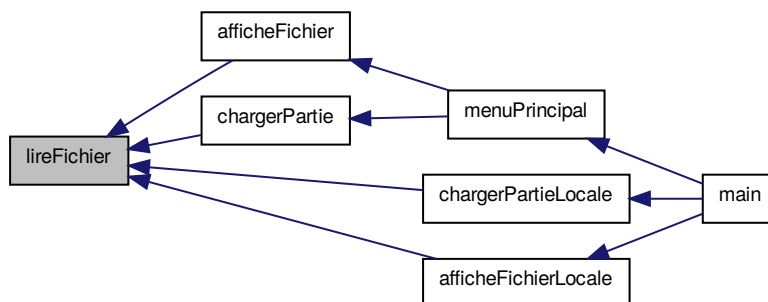 afficheFichier
chargerPartie
menuPrincipal
lireFichier
chargerPartieLocale
main
afficheFichierLocale